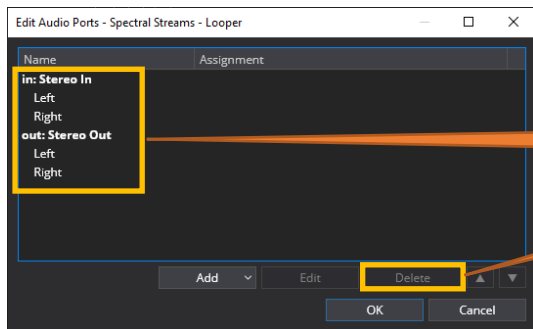 Edit Audio Ports - Spectral Streams - Looper
Name Assignment
in: Stereo In
Left
Right
out: Stereo Out
Left
Right
Add Edit Delete
OK Cancel